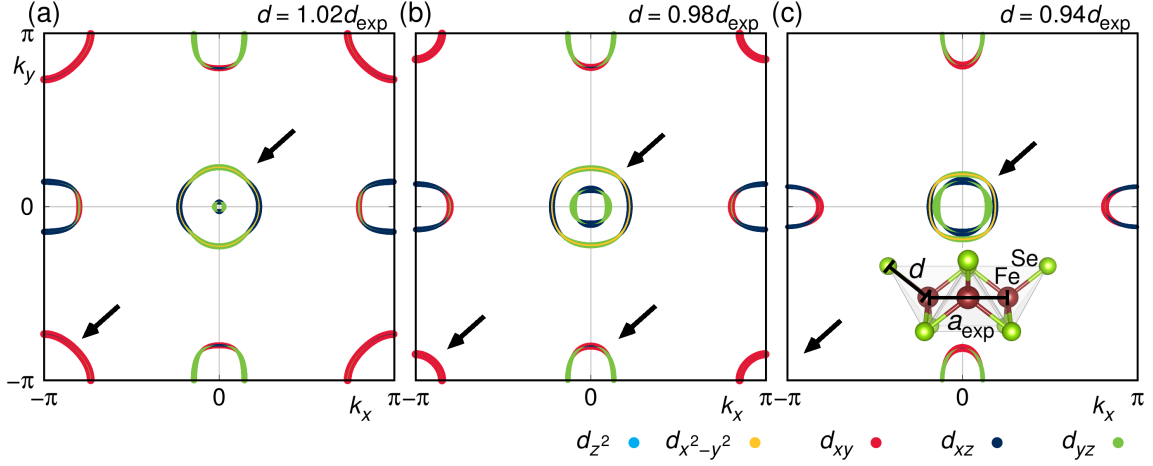 (a) d = 1.02d_exp (b) d = 0.98d_exp (c) d = 0.94d_exp
π
k_y
0
−π
−π 0 k_x π-π 0 k_x π-π 0 k_x π
Se
d
Fe
a_exp
d_z² d_x²−y² d_xy d_xz d_yz